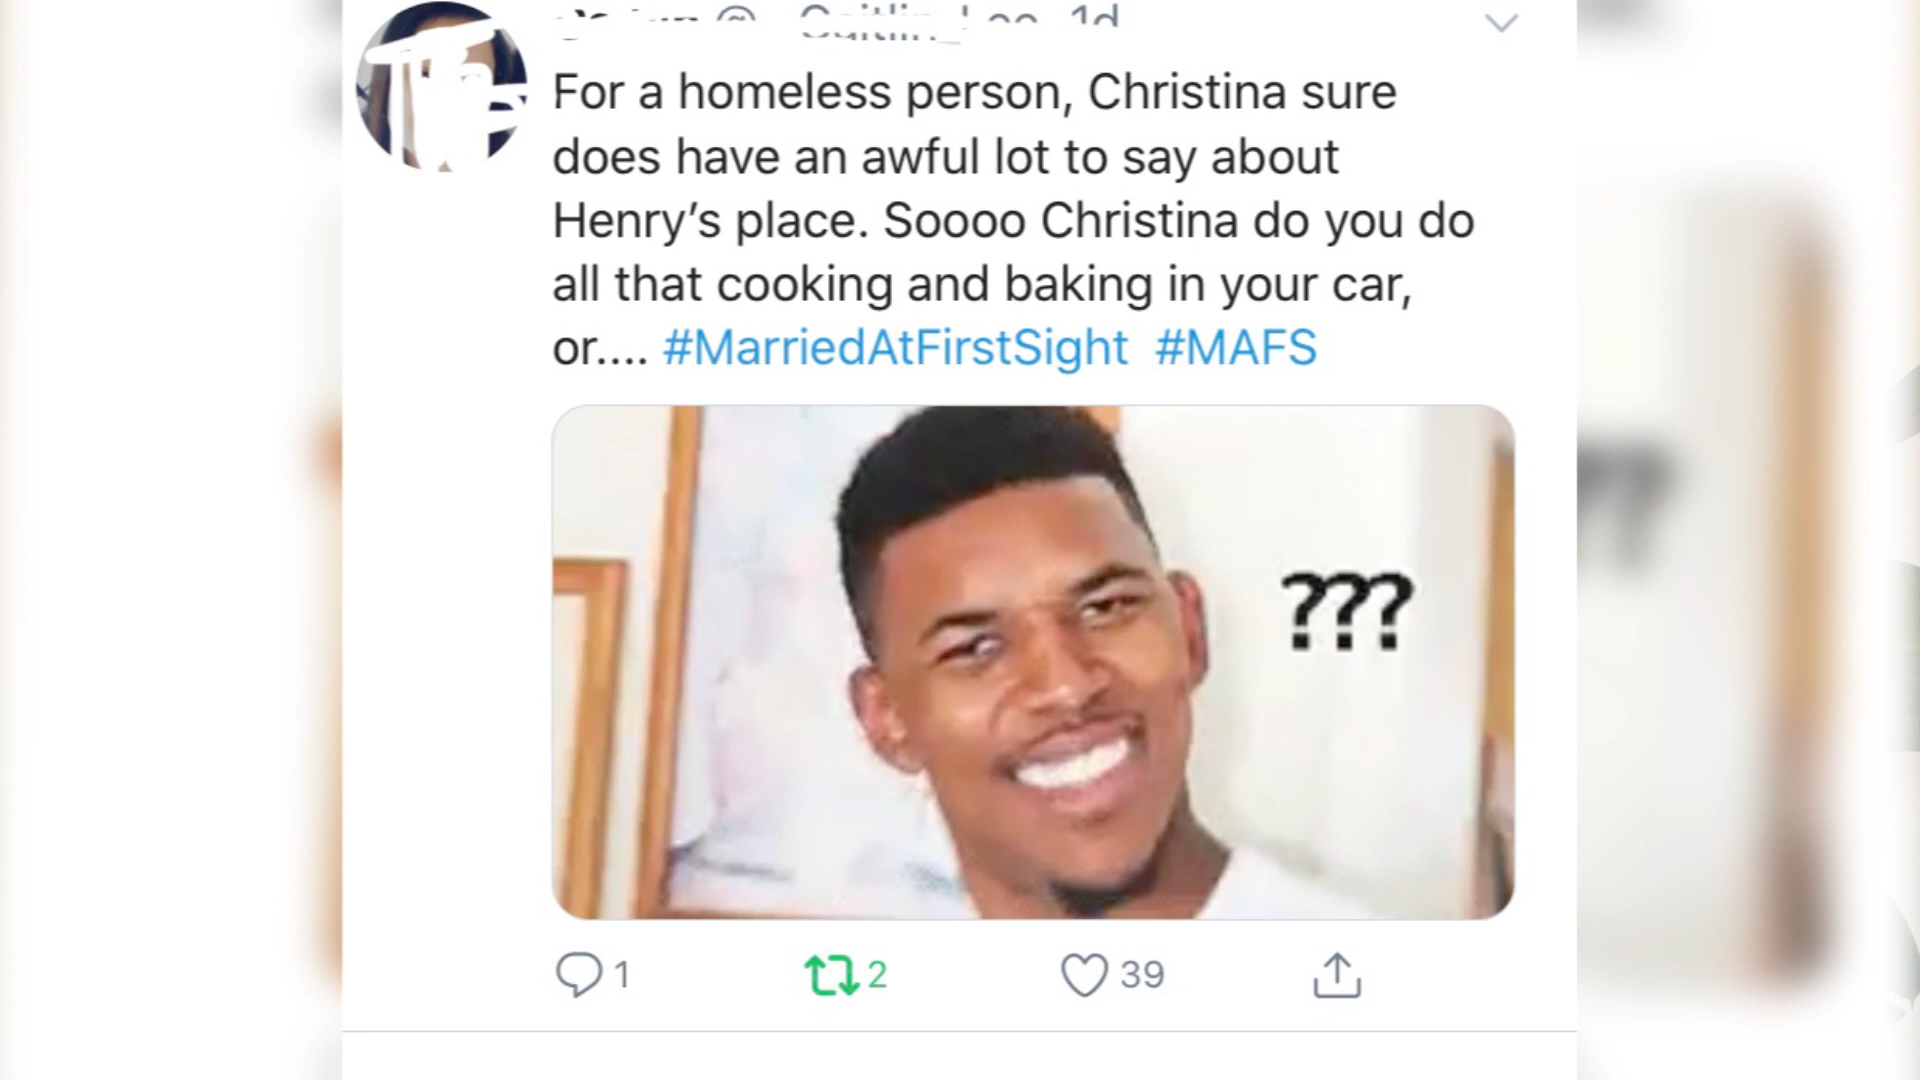 1d
For a homeless person, Christina sure
does have an awful lot to say about
Henry’s place. Soooo Christina do you do
all that cooking and baking in your car,
or.... #MarriedAtFirstSight #MAFS
???
1 2 39